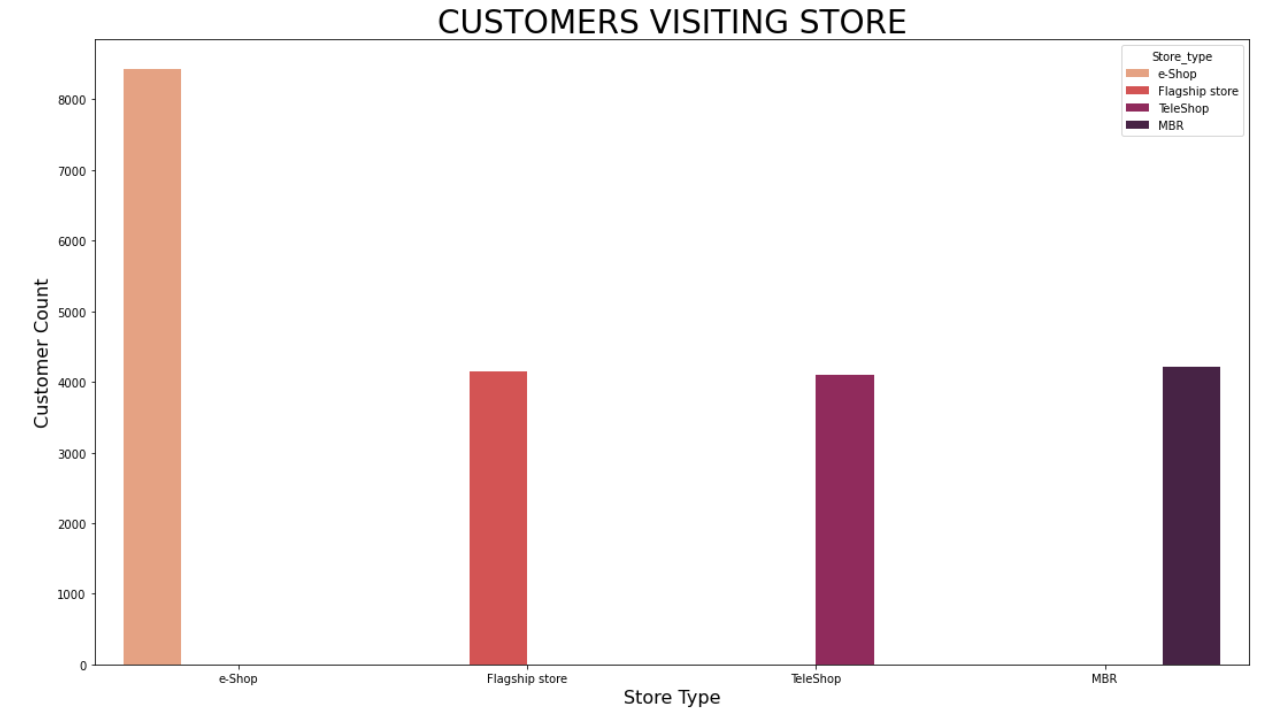 CUSTOMERS VISITING STORE
Store_type
e-Shop
Flagship store
TeleShop
MBR
Customer Count
8000
7000
6000
5000
4000
3000
2000
1000
0
e-Shop Flagship store TeleShop MBR
Store Type